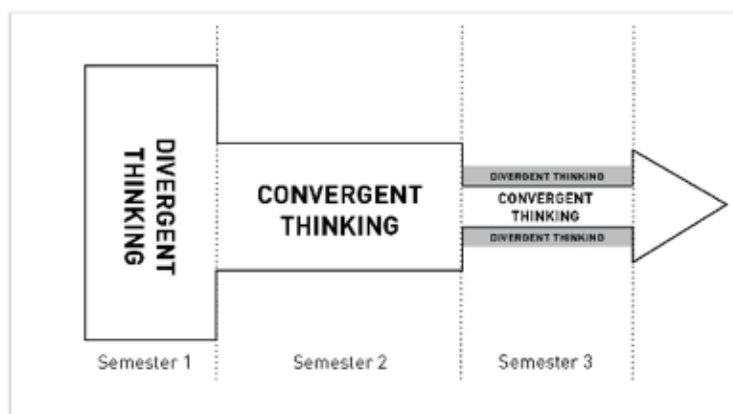 DIVERGENT
THINKING
CONVERGENT
THINKING
DIVERGENT THINKING
CONVERGENT
THINKING
DIVERGENT THINKING
Semester 1
Semester 2
Semester 3